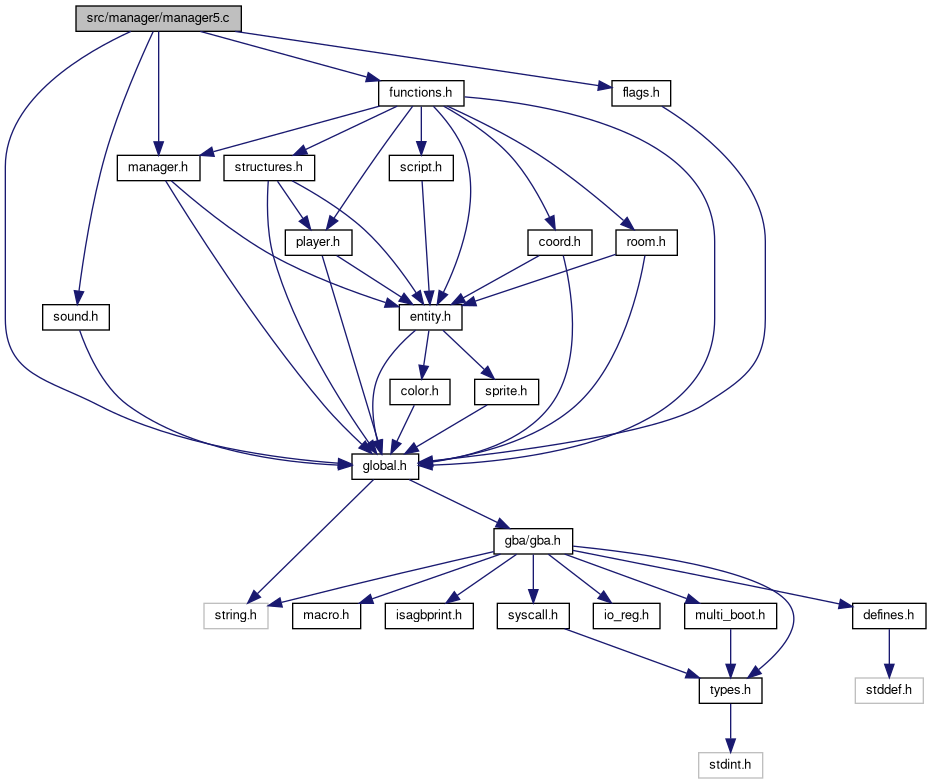 src/manager/manager5.c
functions.h
flags.h
manager.h
structures.h
script.h
player.h
coord.h
room.h
sound.h
entity.h
color.h
sprite.h
global.h
gba/gba.h
string.h
macro.h
isagbprint.h
syscall.h
io_reg.h
multi_boot.h
defines.h
types.h
stddef.h
stdint.h